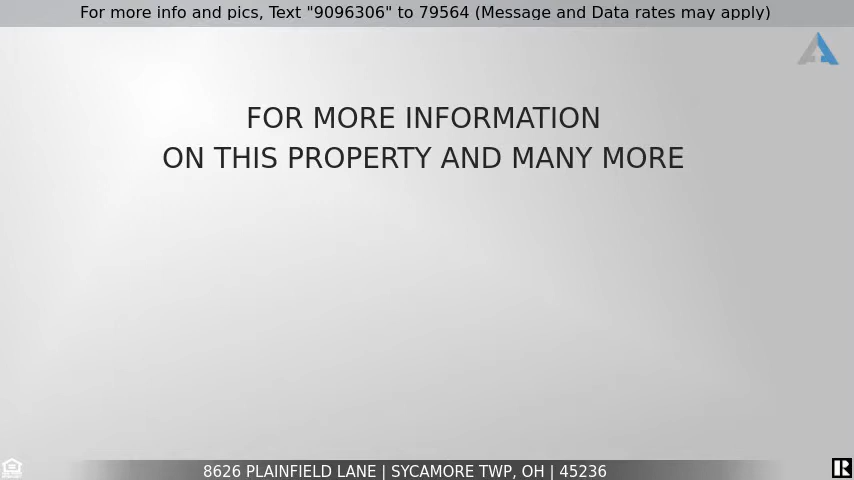 For more info and pics, Text "9096306" to 79564 (Message and Data rates may apply)
FOR MORE INFORMATION
ON THIS PROPERTY AND MANY MORE
8626 PLAINFIELD LANE | SYCAMORE TWP, OH | 45236